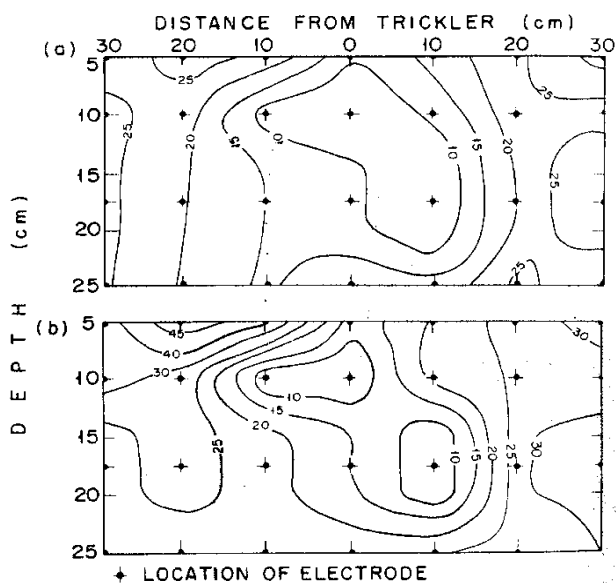 DISTANCE FROM TRICKLER (cm)
(a) 30 20 10 0 10 20 30
5
10
15
20
25
25 25 20 15 10 10 15 20 25 25
DEPTH (cm)
(b) 5
10
15
20
25
45 40 30 25 20 15 10 10 15 20 25 30 30
LOCATION OF ELECTRODE